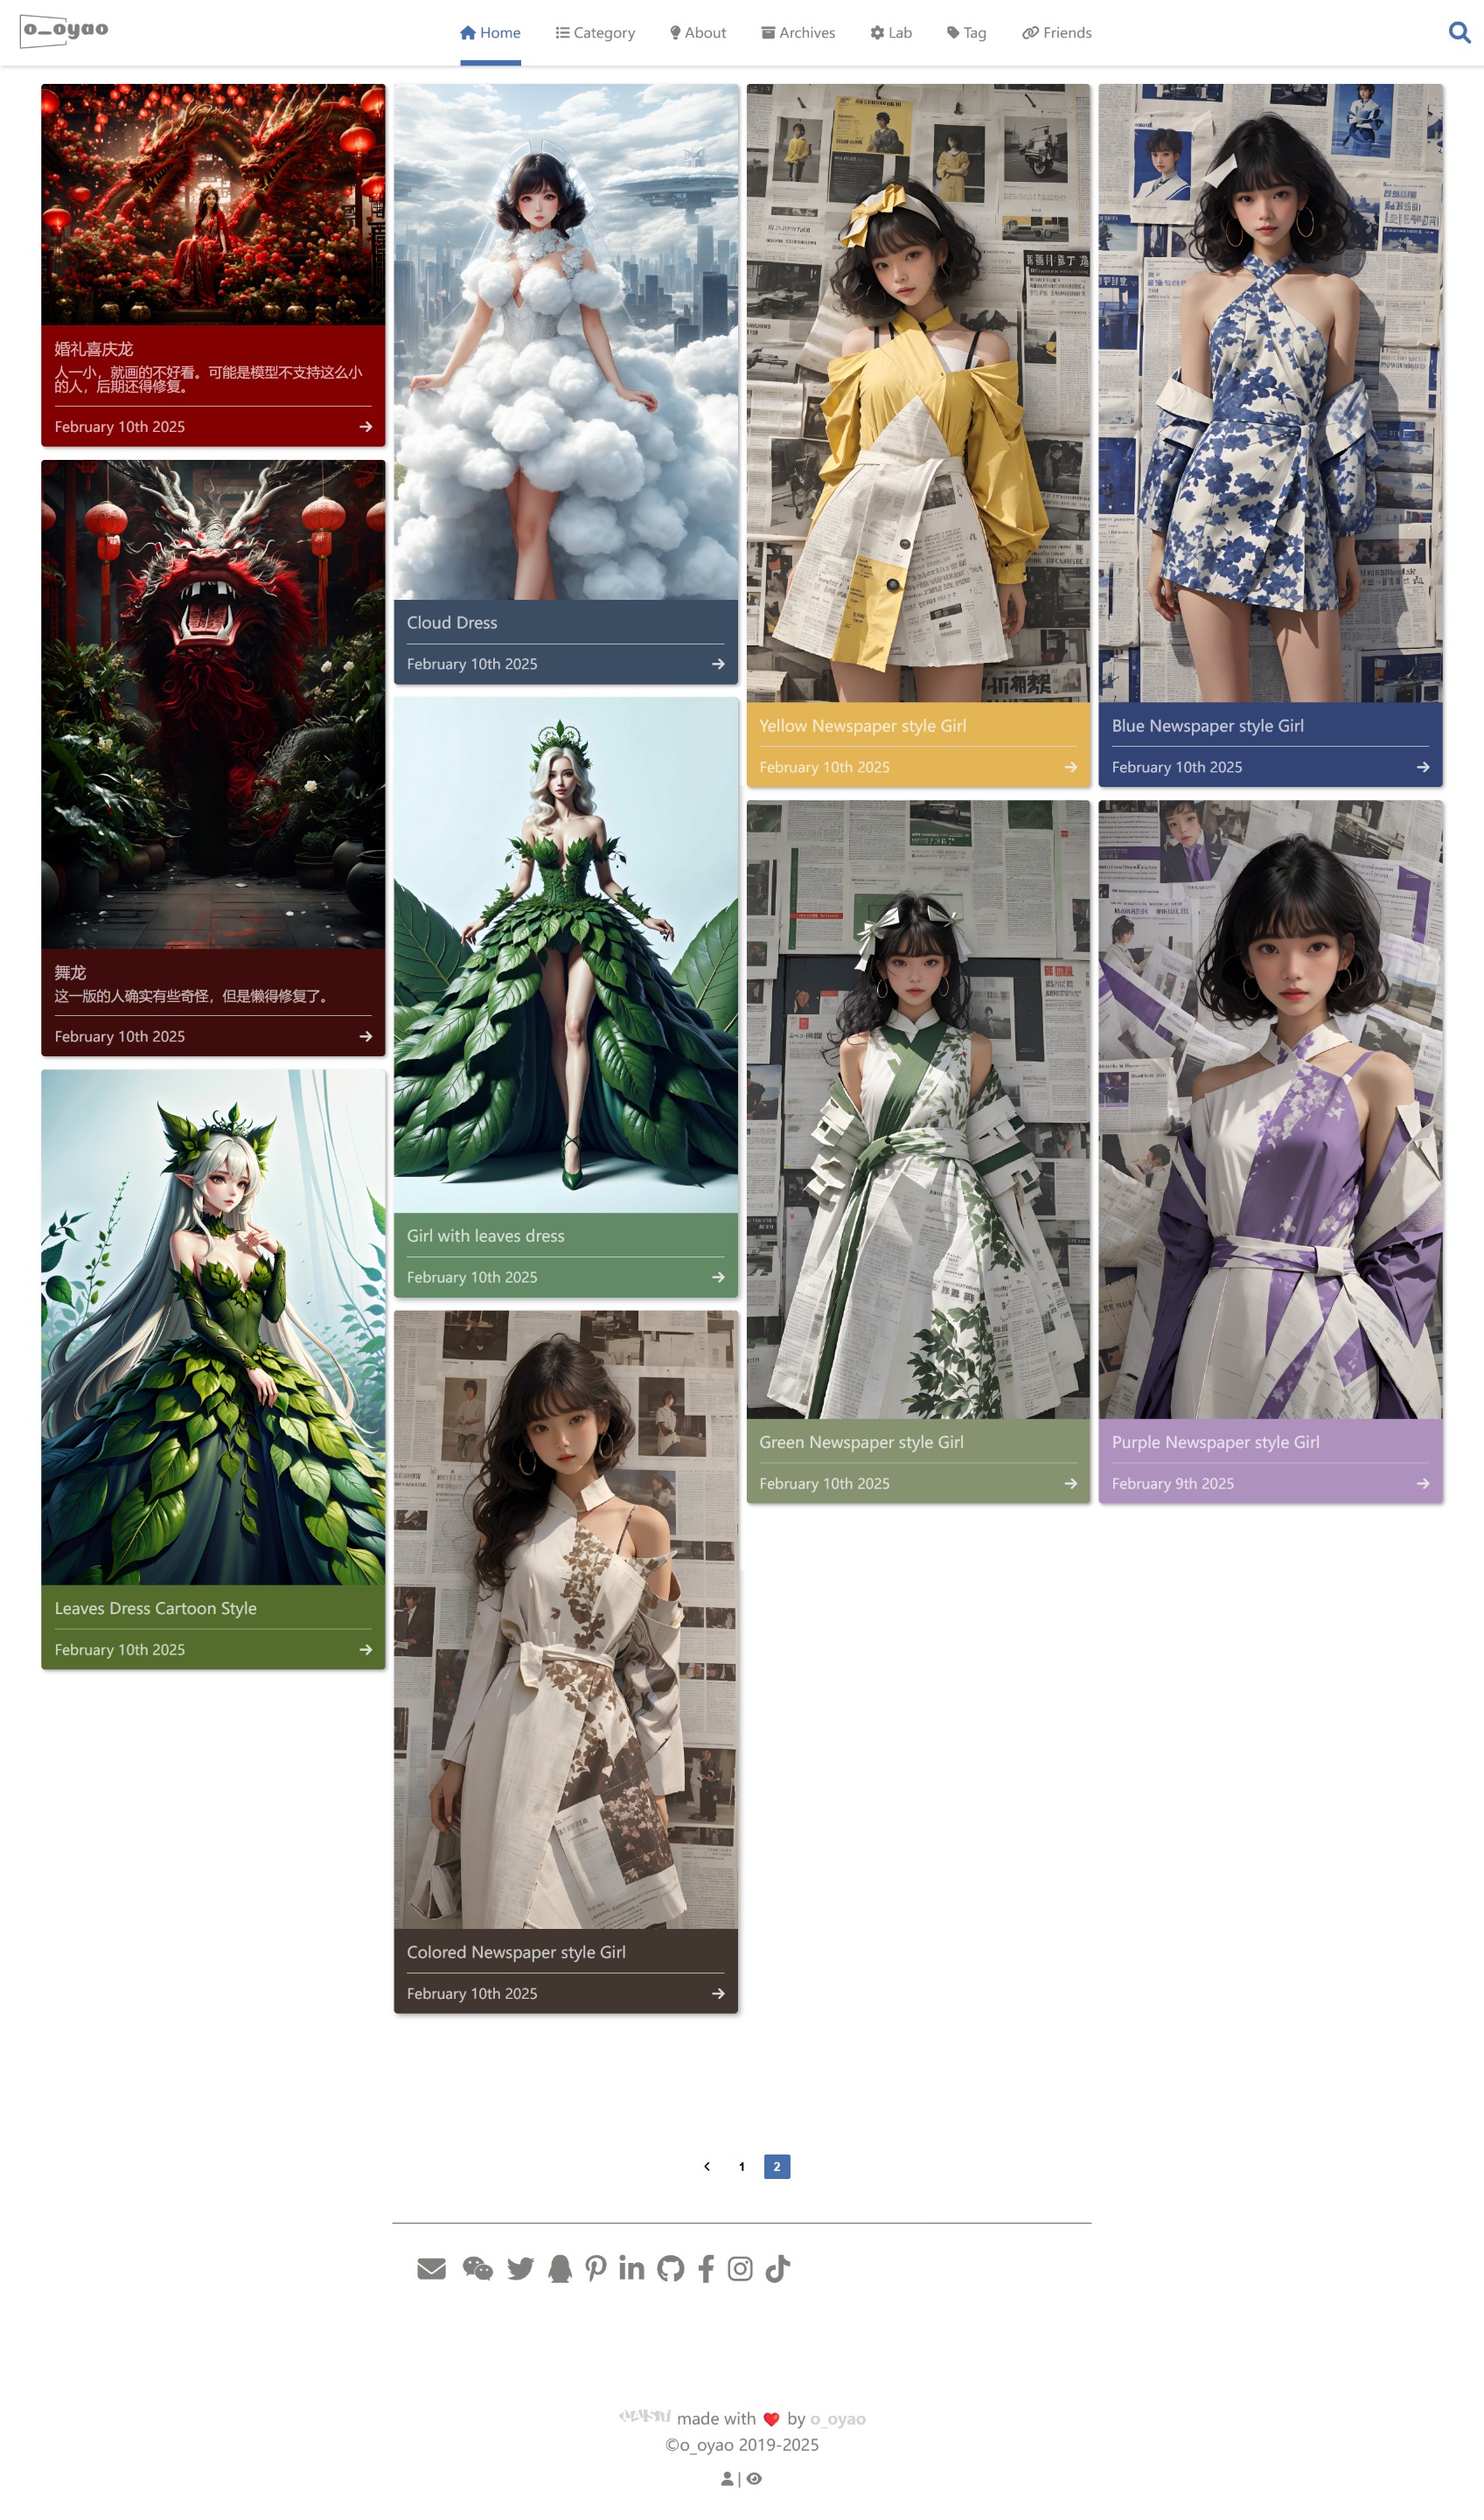 o_oyao
Home
Category
About
Archives
Lab
Tag
Friends
婚礼喜庆龙
人一小，就画的不好看。可能是模型不支持这么小
的人，后期还得修复。
February 10th 2025
舞龙
这一版的人确实有些奇怪，但是懒得修复了。
February 10th 2025
Leaves Dress Cartoon Style
February 10th 2025
Cloud Dress
February 10th 2025
Girl with leaves dress
February 10th 2025
Colored Newspaper style Girl
February 10th 2025
Yellow Newspaper style Girl
February 10th 2025
Green Newspaper style Girl
February 10th 2025
Blue Newspaper style Girl
February 10th 2025
Purple Newspaper style Girl
February 9th 2025
1
2
made with ❤️ by o_oyao
©o_oyao 2019-2025
|